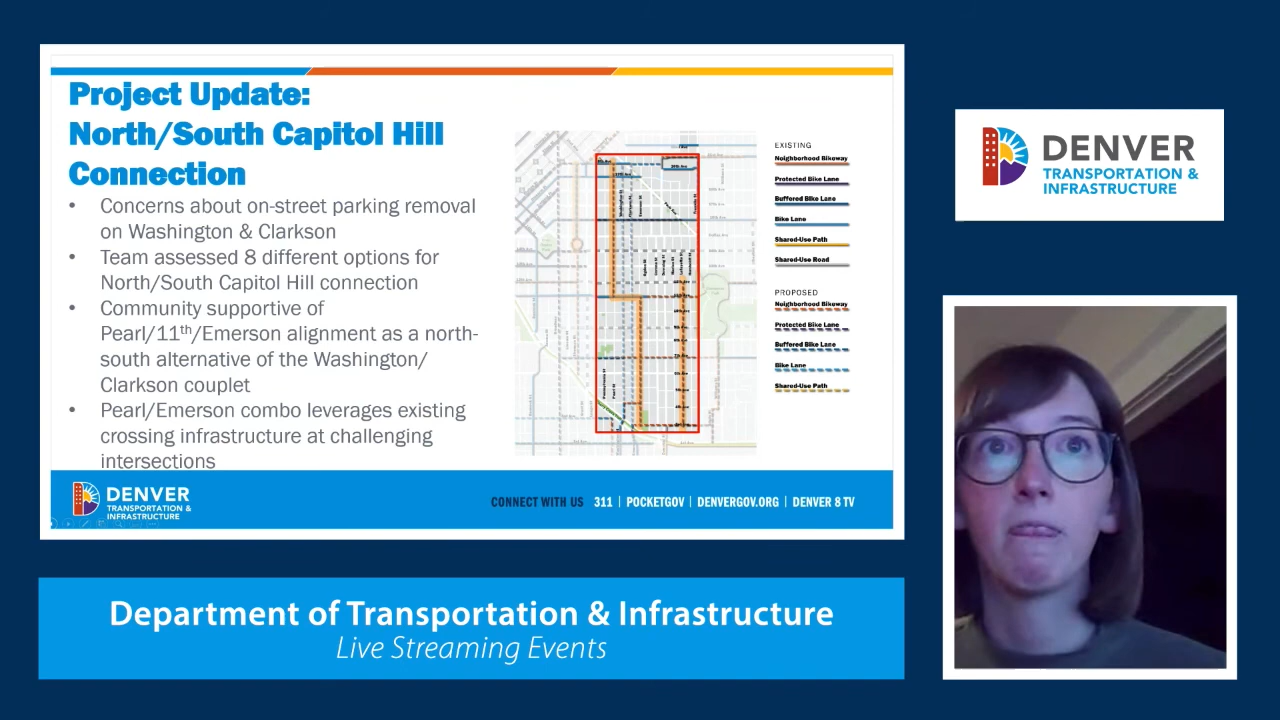 Project Update:
North/South Capitol Hill
Connection
• Concerns about on-street parking removal
on Washington & Clarkson
• Team assessed 8 different options for
North/South Capitol Hill connection
• Community supportive of
Pearl/11th/Emerson alignment as a north-
south alternative of the Washington/
Clarkson couplet
• Pearl/Emerson combo leverages existing
crossing infrastructure at challenging
intersections
EXISTING
Neighborhood Bikeway
Protected Bike Lane
Buffered Bike Lane
Bike Lane
Shared-Use Path
Shared-Use Road
PROPOSED
Neighborhood Bikeway
Protected Bike Lane
Buffered Bike Lane
Bike Lane
Shared-Use Path
DENVER
TRANSPORTATION &
INFRASTRUCTURE
CONNECT WITH US 311 | POCKETGOV | DENVERGOV.ORG | DENVER 8 TV
DENVER
TRANSPORTATION &
INFRASTRUCTURE
Department of Transportation & Infrastructure
Live Streaming Events